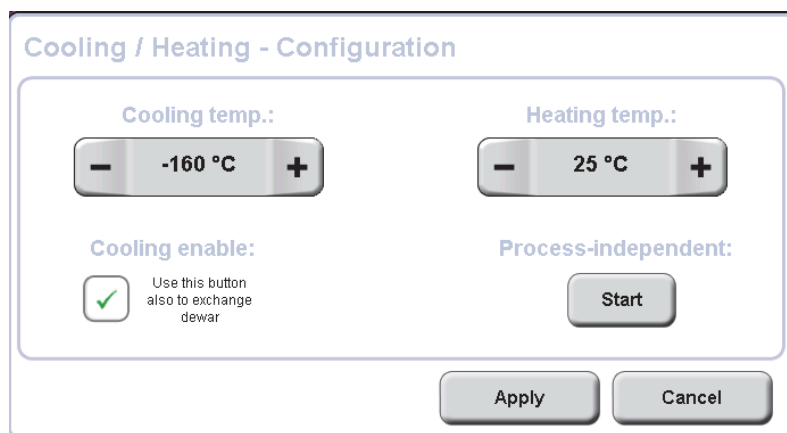 Cooling / Heating - Configuration
Cooling temp.:
Heating temp.:
− -160 °C +
− 25 °C +
Cooling enable:
Process-independent:
Use this button
also to exchange
dewar
Start
Apply
Cancel